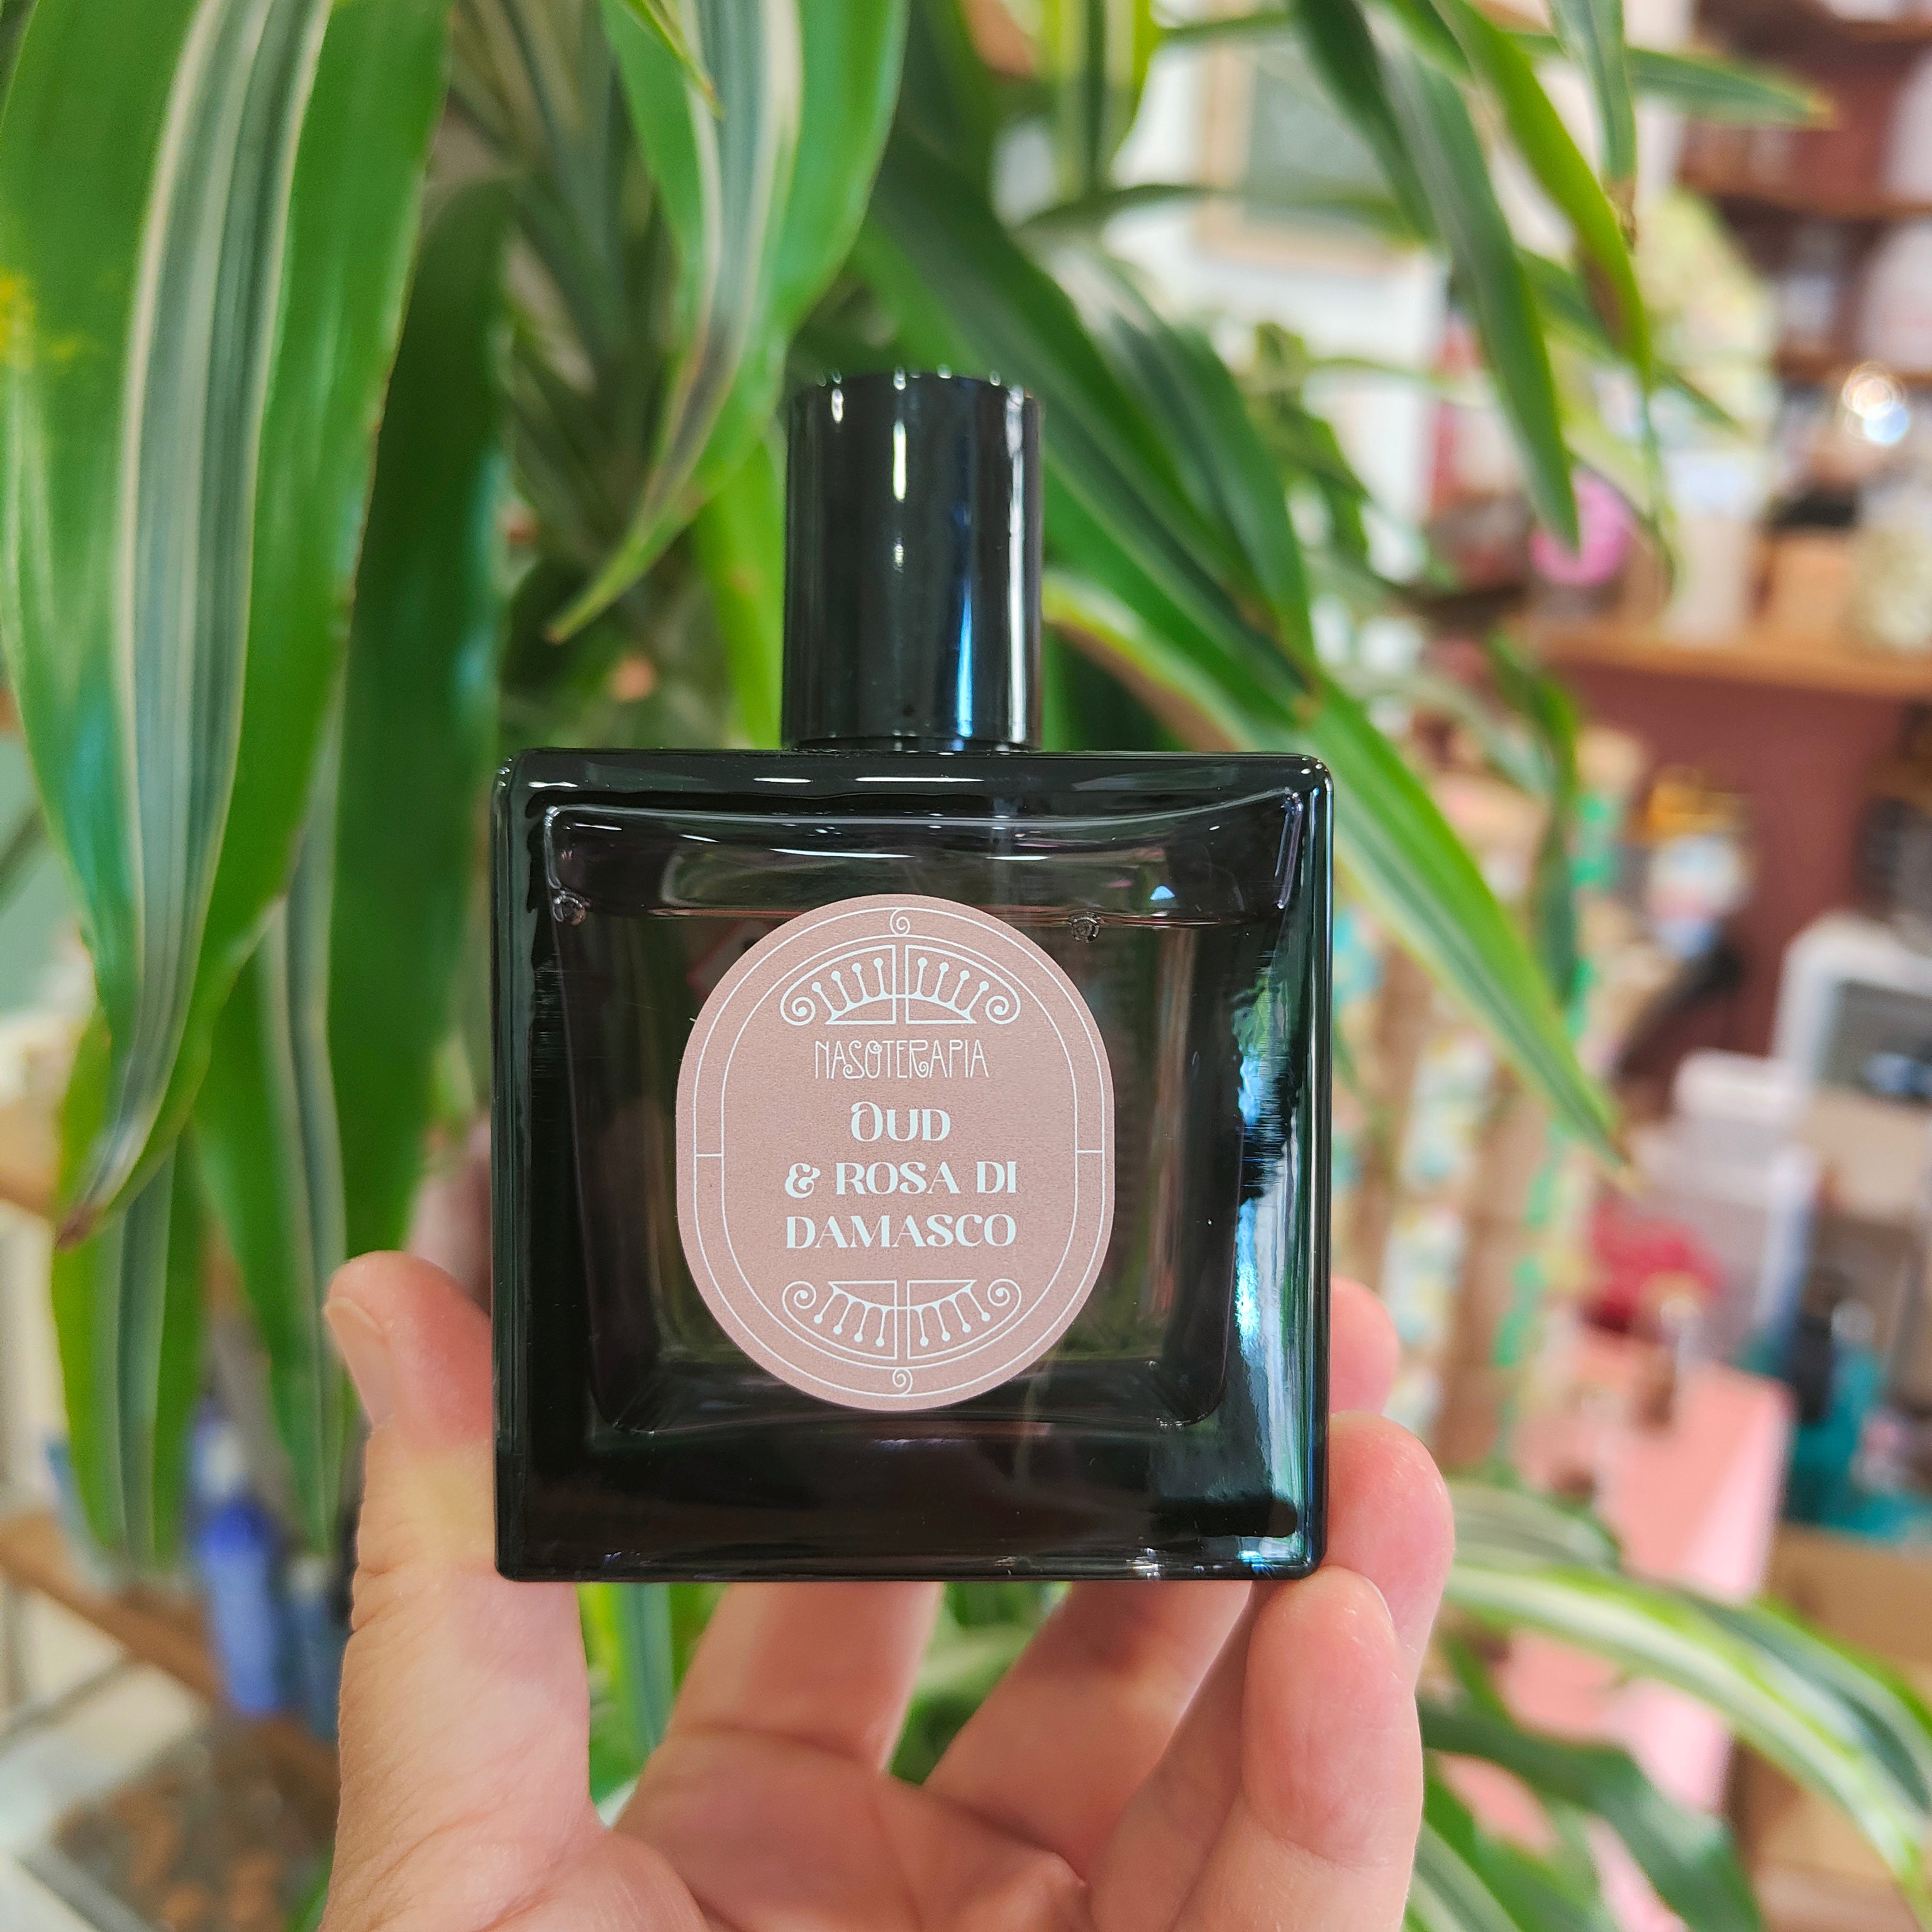 NASOTERAPIA
OUD
& ROSA DI
DAMASCO